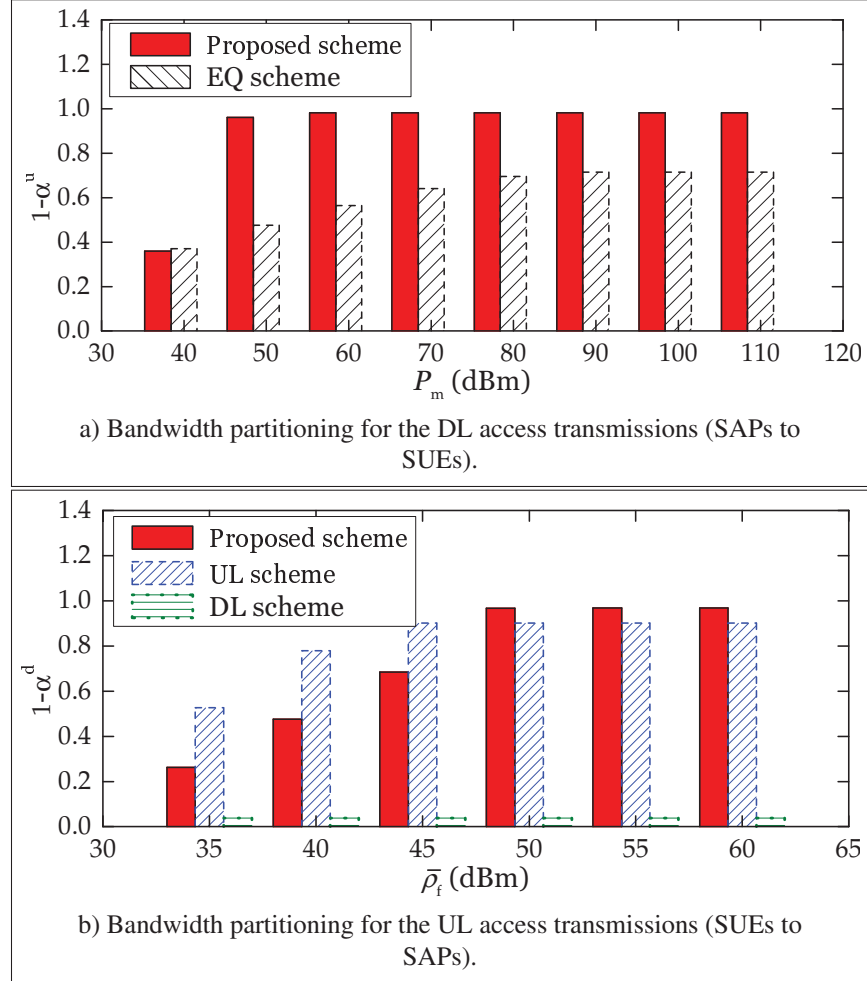 1.4
1.2
1.0
0.8
0.6
0.4
0.2
0.0
1-α^u
Proposed scheme
EQ scheme
30 40 50 60 70 80 90 100 110 120
P_m (dBm)
a) Bandwidth partitioning for the DL access transmissions (SAPs to
SUEs).
1.4
1.2
1.0
0.8
0.6
0.4
0.2
0.0
1-α^d
Proposed scheme
UL scheme
DL scheme
30 35 40 45 50 55 60 65
ρ̄_f (dBm)
b) Bandwidth partitioning for the UL access transmissions (SUEs to
SAPs).